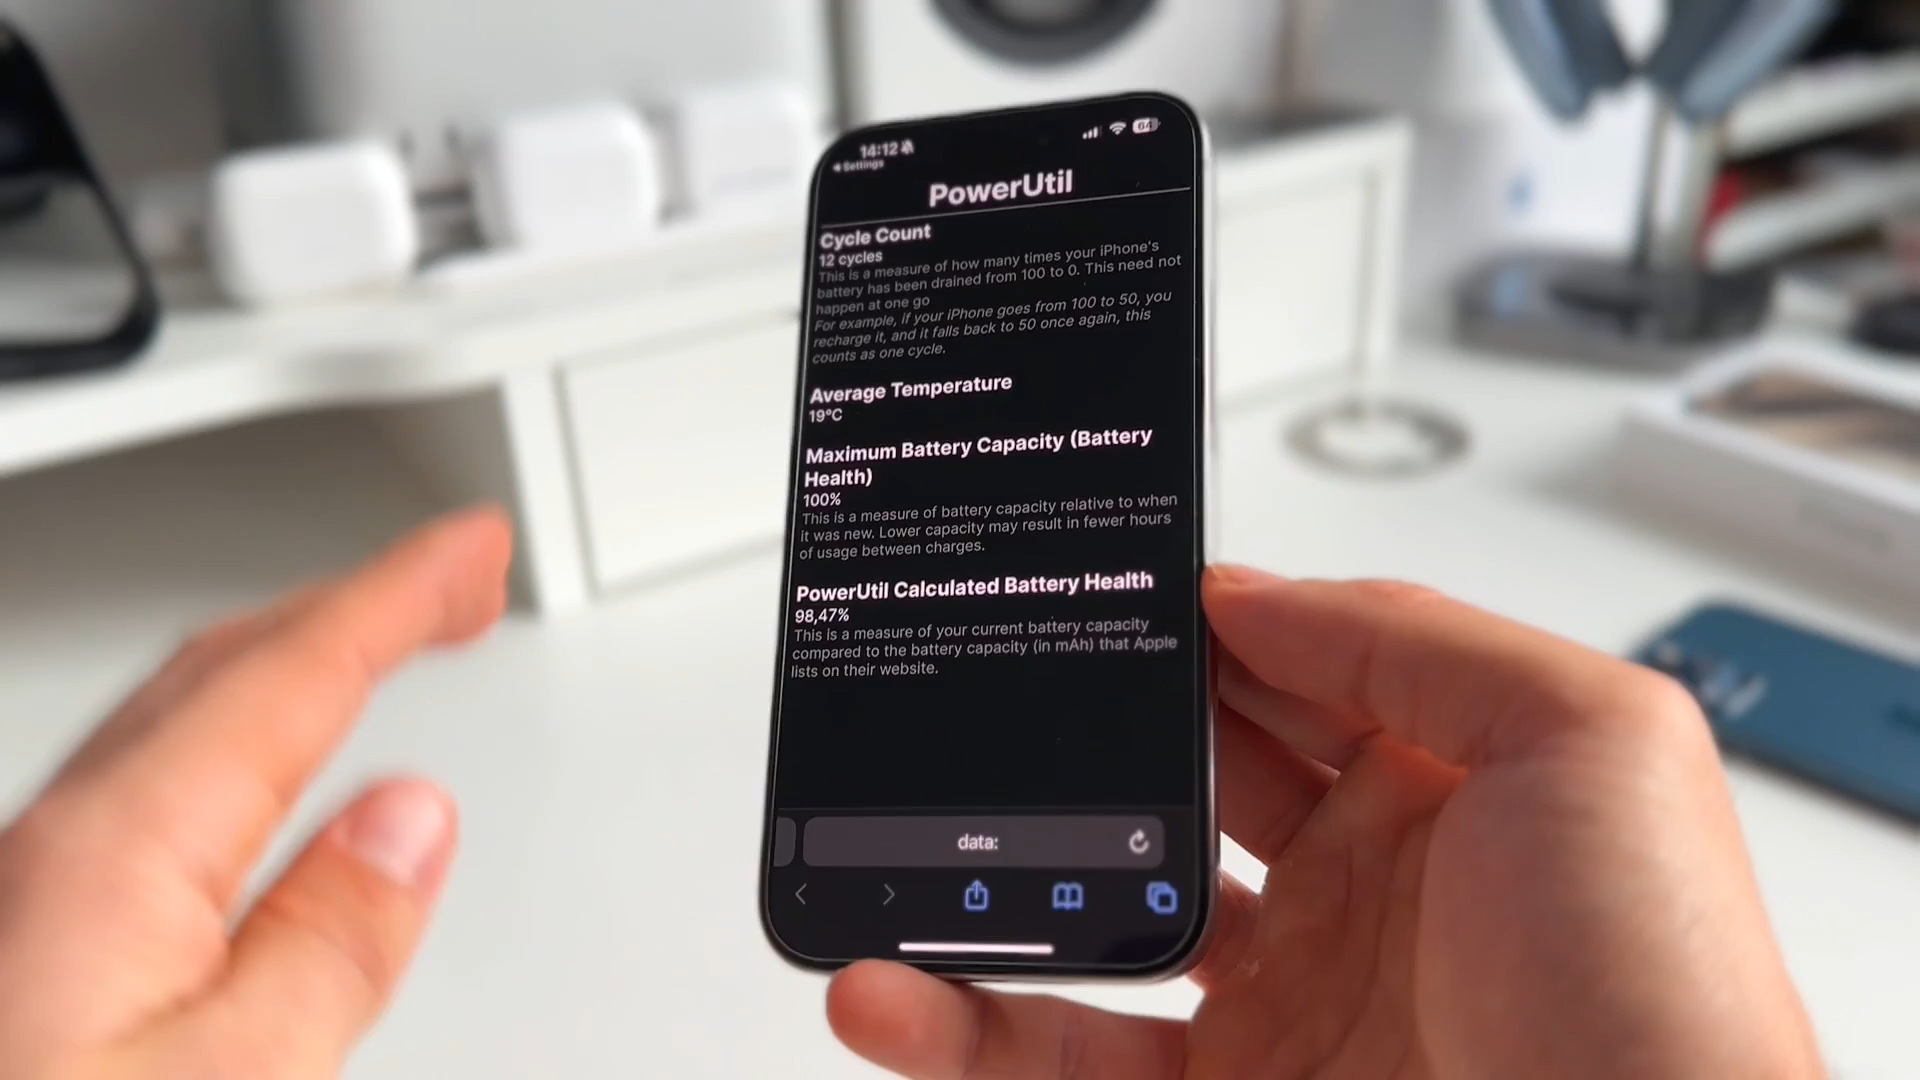 14:12
64
Settings
PowerUtil
Cycle Count
12 cycles
This is a measure of how many times your iPhone's
battery has been drained from 100 to 0. This need not
happen at one go
For example, if your iPhone goes from 100 to 50, you
recharge it, and it falls back to 50 once again, this
counts as one cycle.
Average Temperature
19°C
Maximum Battery Capacity (Battery
Health)
100%
This is a measure of battery capacity relative to when
it was new. Lower capacity may result in fewer hours
of usage between charges.
PowerUtil Calculated Battery Health
98,47%
This is a measure of your current battery capacity
compared to the battery capacity (in mAh) that Apple
lists on their website.
data: